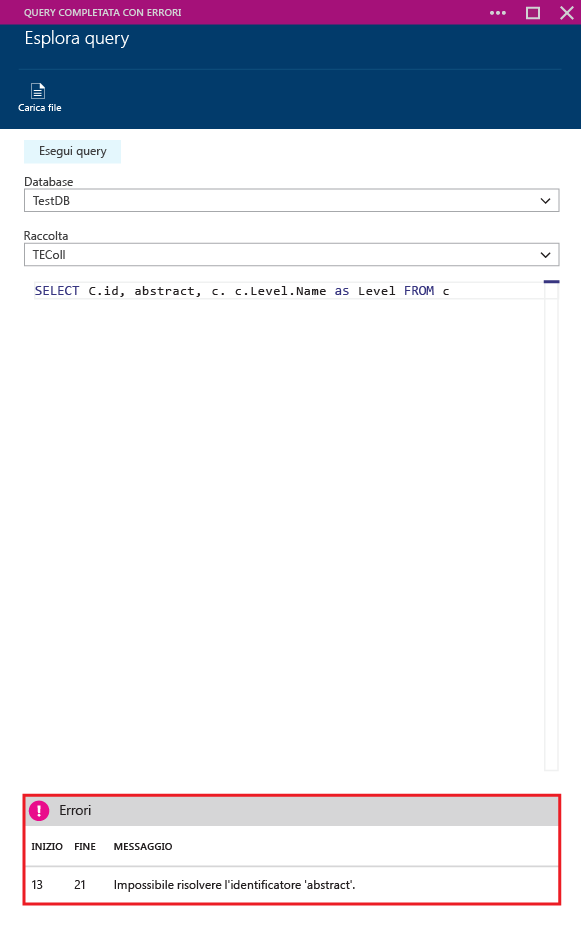 QUERY COMPLETATA CON ERRORI
Esplora query
Carica file
Esegui query
Database
TestDB
Raccolta
TEColl
SELECT C.id, abstract, c. c.Level.Name as Level FROM c
Errori
INIZIO FINE MESSAGGIO
13 21 Impossibile risolvere l'identificatore 'abstract'.